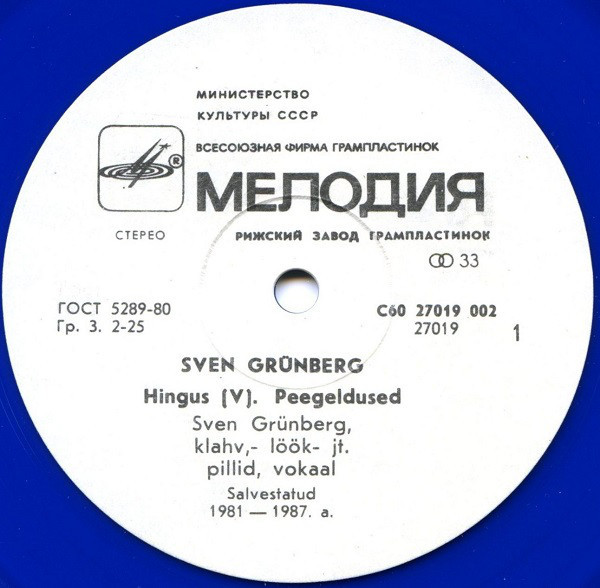 МИНИСТЕРСТВО
КУЛЬТУРЫ СССР
ВСЕСОЮЗНАЯ ФИРМА ГРАМПЛАСТИНОК
®
МЕЛОДИЯ
СТЕРЕО
РИЖСКИЙ ЗАВОД ГРАМПЛАСТИНОК
33
ГОСТ 5289-80
Гр. 3. 2-25
С60 27019 002
27019
1
SVEN GRÜNBERG
Hingus (V). Peegeldused
Sven Grünberg,
klahv,- löök- jt.
pillid, vokaal
Salvestatud
1981 — 1987. a.